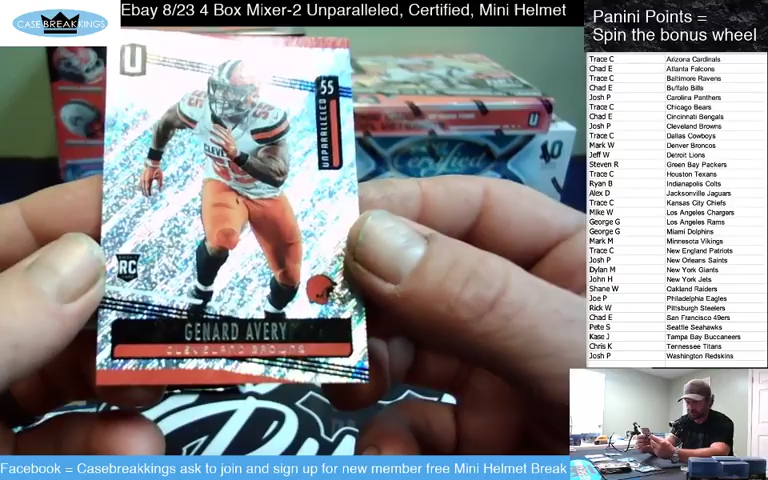 CASEBREAKKINGS
Ebay 8/23 4 Box Mixer-2 Unparalleled, Certified, Mini Helmet
Panini Points =
Spin the bonus wheel
Trace C Arizona Cardinals
Chad E Atlanta Falcons
Trace C Baltimore Ravens
Chad E Buffalo Bills
Josh P Carolina Panthers
Trace C Chicago Bears
Chad E Cincinnati Bengals
Josh P Cleveland Browns
Trace C Dallas Cowboys
Mark W Denver Broncos
Jeff W Detroit Lions
Steven R Green Bay Packers
Trace C Houston Texans
Ryan B Indianapolis Colts
Alex D Jacksonville Jaguars
Trace C Kansas City Chiefs
Mike W Los Angeles Chargers
George G Los Angeles Rams
George G Miami Dolphins
Mark M Minnesota Vikings
Trace C New England Patriots
Josh P New Orleans Saints
Dylan M New York Giants
John H New York Jets
Shane W Oakland Raiders
Joe P Philadelphia Eagles
Rick W Pittsburgh Steelers
Chad E San Francisco 49ers
Pete S Seattle Seahawks
Kase J Tampa Bay Buccaneers
Chris K Tennessee Titans
Josh P Washington Redskins
U
55
UNPARALLELED
Certified
RC
GENARD AVERY
CLEVELAND BROWNS
Facebook = Casebreakkings ask to join and sign up for new member free Mini Helmet Break